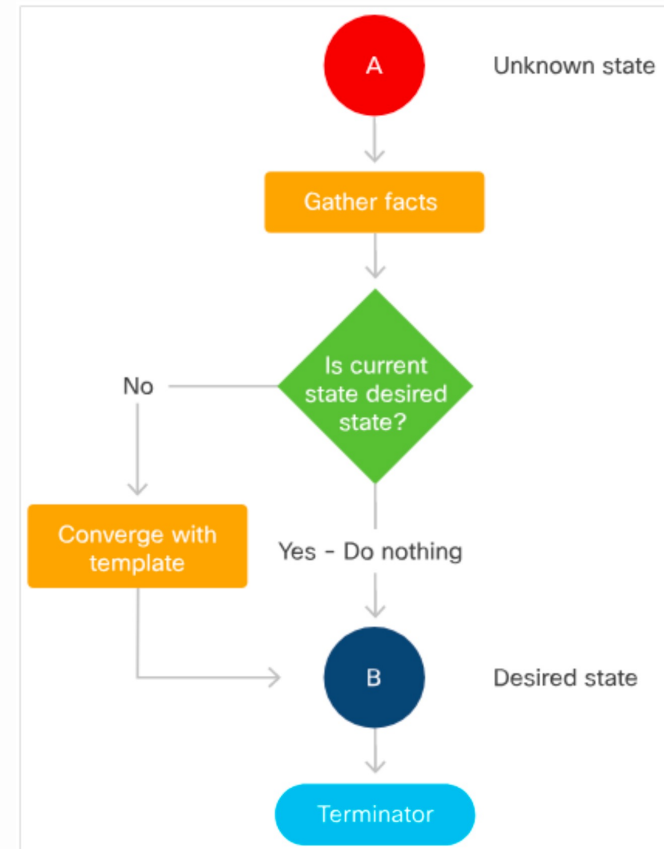 A
Unknown state
Gather facts
Is current
state desired
state?
No
Converge with
template
Yes - Do nothing
B
Desired state
Terminator